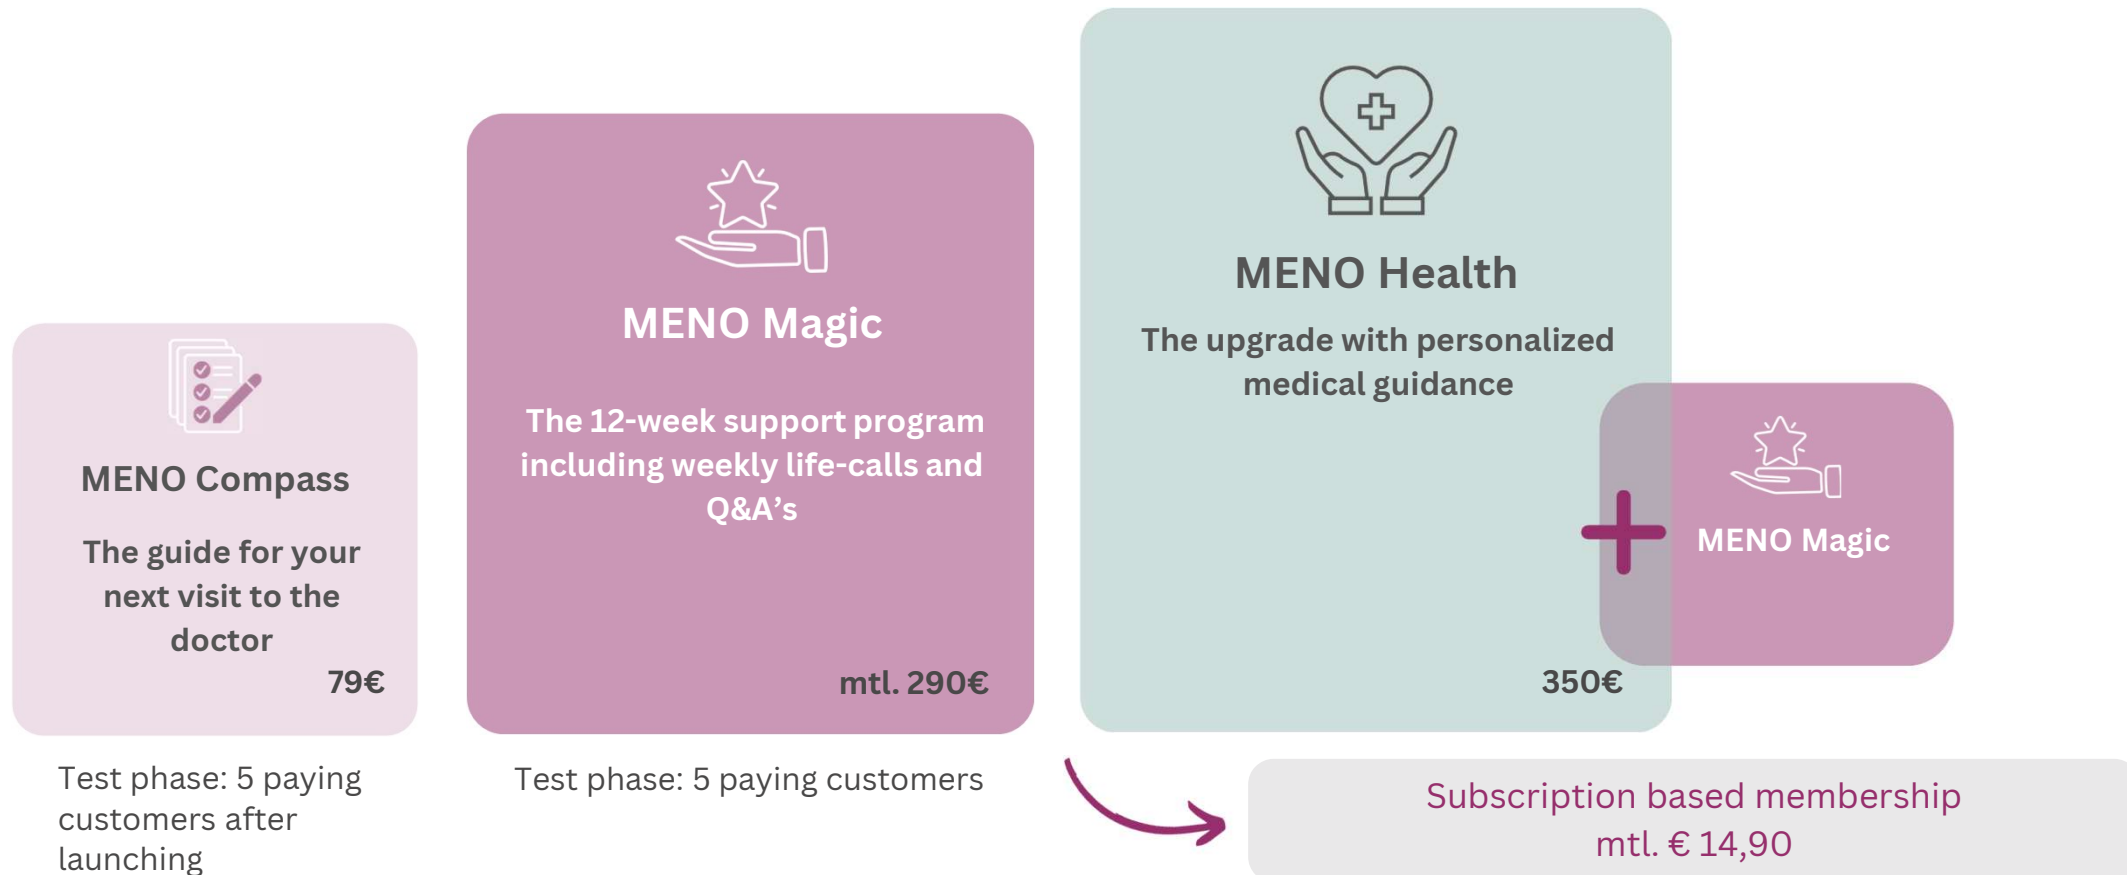 MENO Compass
The guide for your
next visit to the
doctor
79€
Test phase: 5 paying
customers after
launching
MENO Magic
The 12-week support program
including weekly life-calls and
Q&A’s
mtl. 290€
Test phase: 5 paying customers
MENO Health
The upgrade with personalized
medical guidance
350€
MENO Magic
Subscription based membership
mtl. € 14,90